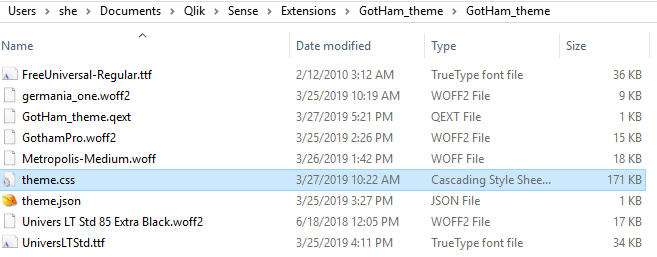 Users > she > Documents > Qlik > Sense > Extensions > GotHam_theme > GotHam_theme
Name Date modified Type Size
FreeUniversal-Regular.ttf 2/12/2010 3:12 AM TrueType font file 36 KB
germania_one.woff2 3/25/2019 10:19 AM WOFF2 File 9 KB
GotHam_theme.qext 3/27/2019 5:21 PM QEXT File 1 KB
GothamPro.woff2 3/25/2019 2:26 PM WOFF2 File 15 KB
Metropolis-Medium.woff 3/26/2019 1:42 PM WOFF File 18 KB
theme.css 3/27/2019 10:22 AM Cascading Style Shee... 171 KB
theme.json 3/25/2019 3:27 PM JSON File 1 KB
Univers LT Std 85 Extra Black.woff2 6/18/2018 12:05 PM WOFF2 File 17 KB
UniversLTStd.ttf 3/25/2019 4:11 PM TrueType font file 34 KB